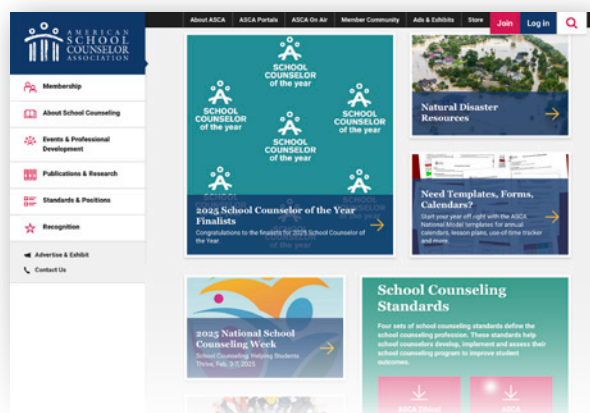 AMERICAN
SCHOOL
COUNSELOR
ASSOCIATION
About ASCA
ASCA Portals
ASCA On Air
Member Community
Ads & Exhibits
Store
Join
Log in
Membership
About School Counseling
Events & Professional
Development
Publications & Research
Standards & Positions
Recognition
Advertise & Exhibit
Contact Us
SCHOOL
COUNSELOR
of the year
SCHOOL
COUNSELOR
of the year
SCHOOL
COUNSELOR
of the year
SCHOOL
COUNSELOR
of the year
2025 School Counselor of the Year
Finalists
Congratulations to the finalists for 2025 School Counselor of
the Year.
Natural Disaster
Resources
Need Templates, Forms,
Calendars?
Start your year off right with the ASCA
National Model templates for annual
calendars, lesson plans, use-of-time tracker
and more.
2025 National School
Counseling Week
School Counseling: Helping Students
Thrive, Feb. 3-7, 2025.
School Counseling
Standards
Four sets of school counseling standards define the
school counseling profession. These standards help
school counselors develop, implement and assess their
school counseling program to improve student
outcomes.
ASCA Ethical
ASCA